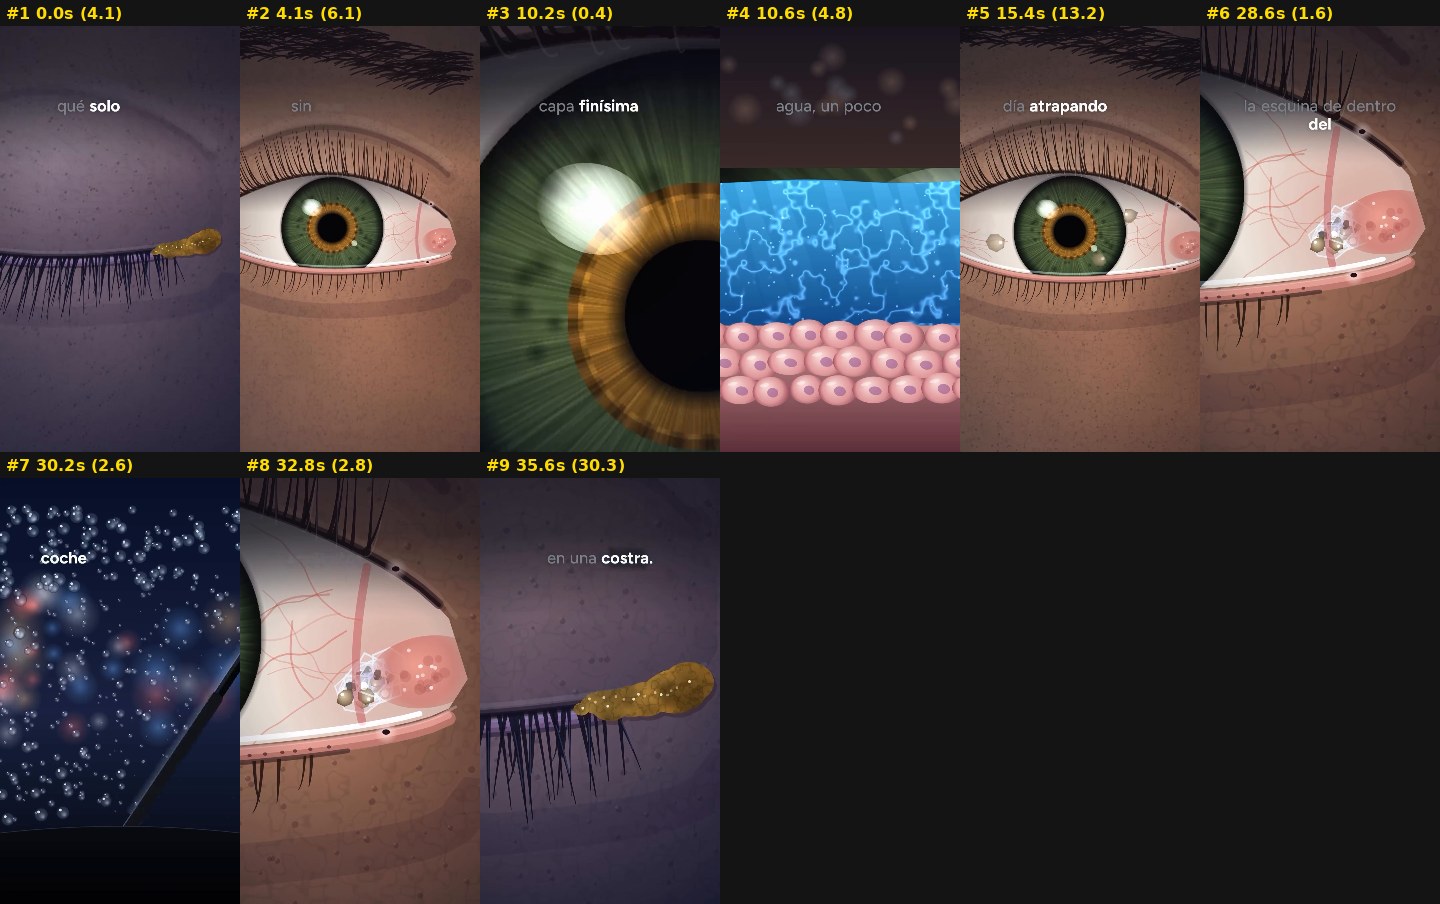 #1 0.0s (4.1)
qué solo
#2 4.1s (6.1)
sin
#3 10.2s (0.4)
capa finísima
#4 10.6s (4.8)
agua, un poco
#5 15.4s (13.2)
día atrapando
#6 28.6s (1.6)
la esquina de dentro
del
#7 30.2s (2.6)
coche
#8 32.8s (2.8)
#9 35.6s (30.3)
en una costra.